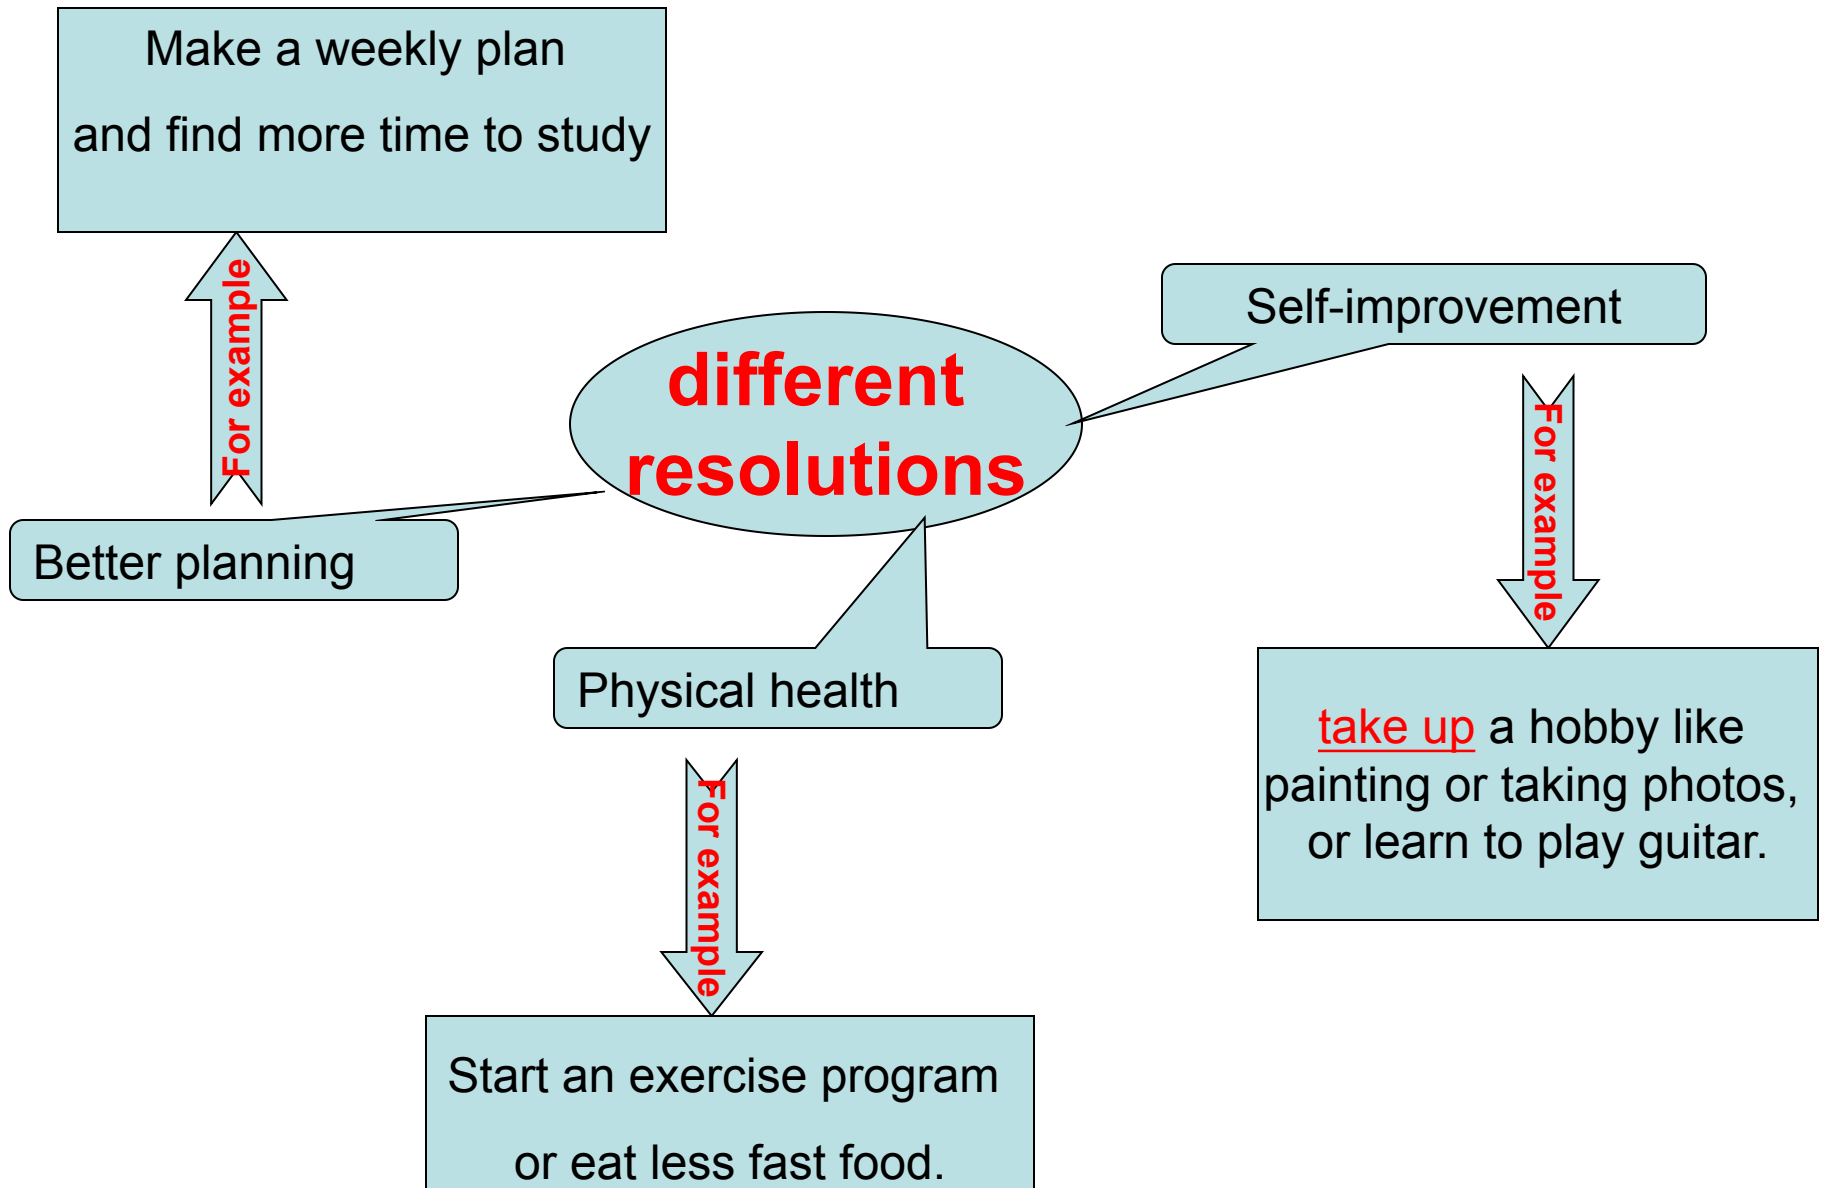 Make a weekly plan
and find more time to study
For example
Better planning
different
resolutions
Self-improvement
For example
take up a hobby like
painting or taking photos,
or learn to play guitar.
Physical health
For example
Start an exercise program
or eat less fast food.